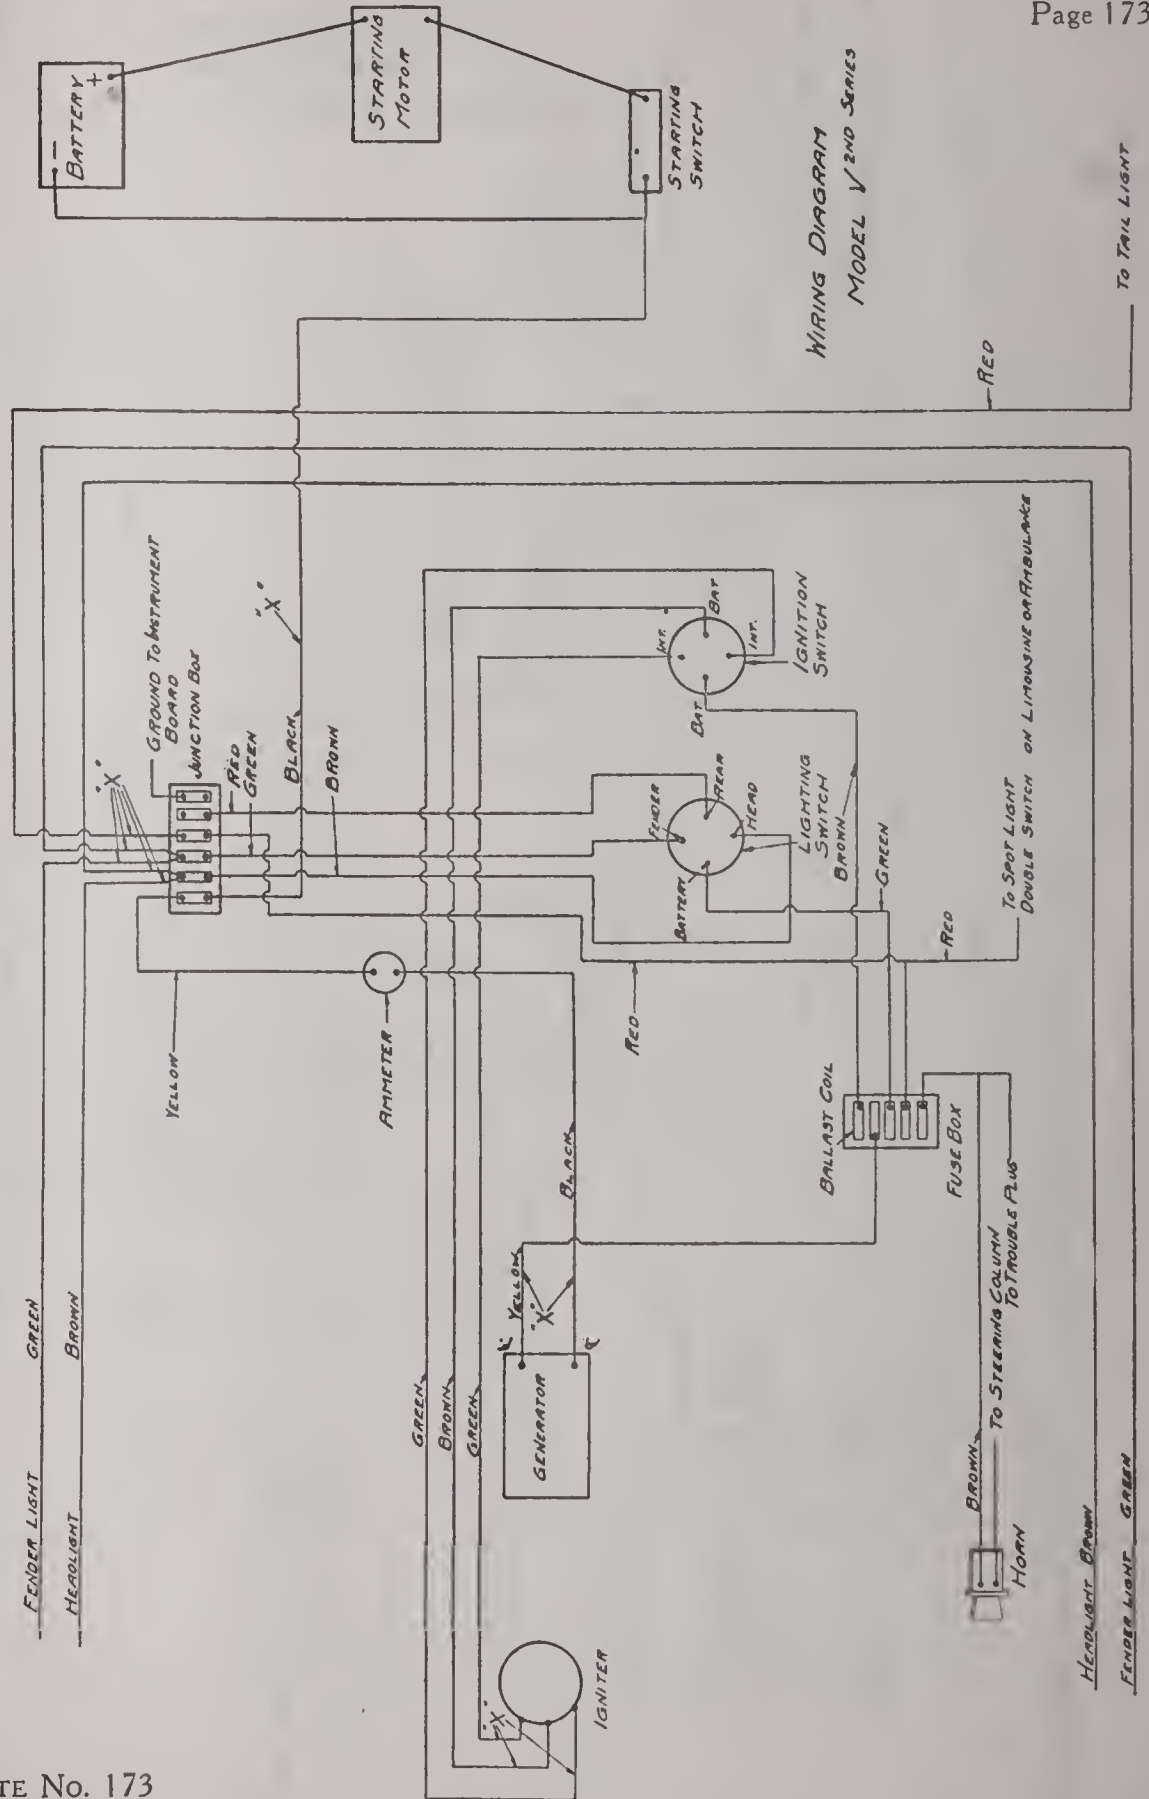 Page 173
STARTING
MOTOR
BATTERY
+
−
STARTING
SWITCH
WIRING DIAGRAM
MODEL V 2ND SERIES
TO TAIL LIGHT
RED
GROUND TO INSTRUMENT
BOARD
JUNCTION BOX
"X"
RED
GREEN
BLACK
"X"
BROWN
INT.
BAT
INT.
BAT
IGNITION
SWITCH
FENDER
REAR
HEAD
BATTERY
LIGHTING
SWITCH
BROWN
GREEN
TO SPOT LIGHT
DOUBLE SWITCH ON LIMOUSINE OR AMBULANCE
RED
RED
YELLOW
AMMETER
BLACK
BALLAST COIL
FUSE BOX
YELLOW
"X"
GENERATOR
TO STEERING COLUMN
TO TROUBLE PLUG
BROWN
HORN
FENDER LIGHT GREEN
HEADLIGHT BROWN
GREEN
BROWN
GREEN
"X"
IGNITER
HEADLIGHT BROWN
FENDER LIGHT GREEN
TE No. 173